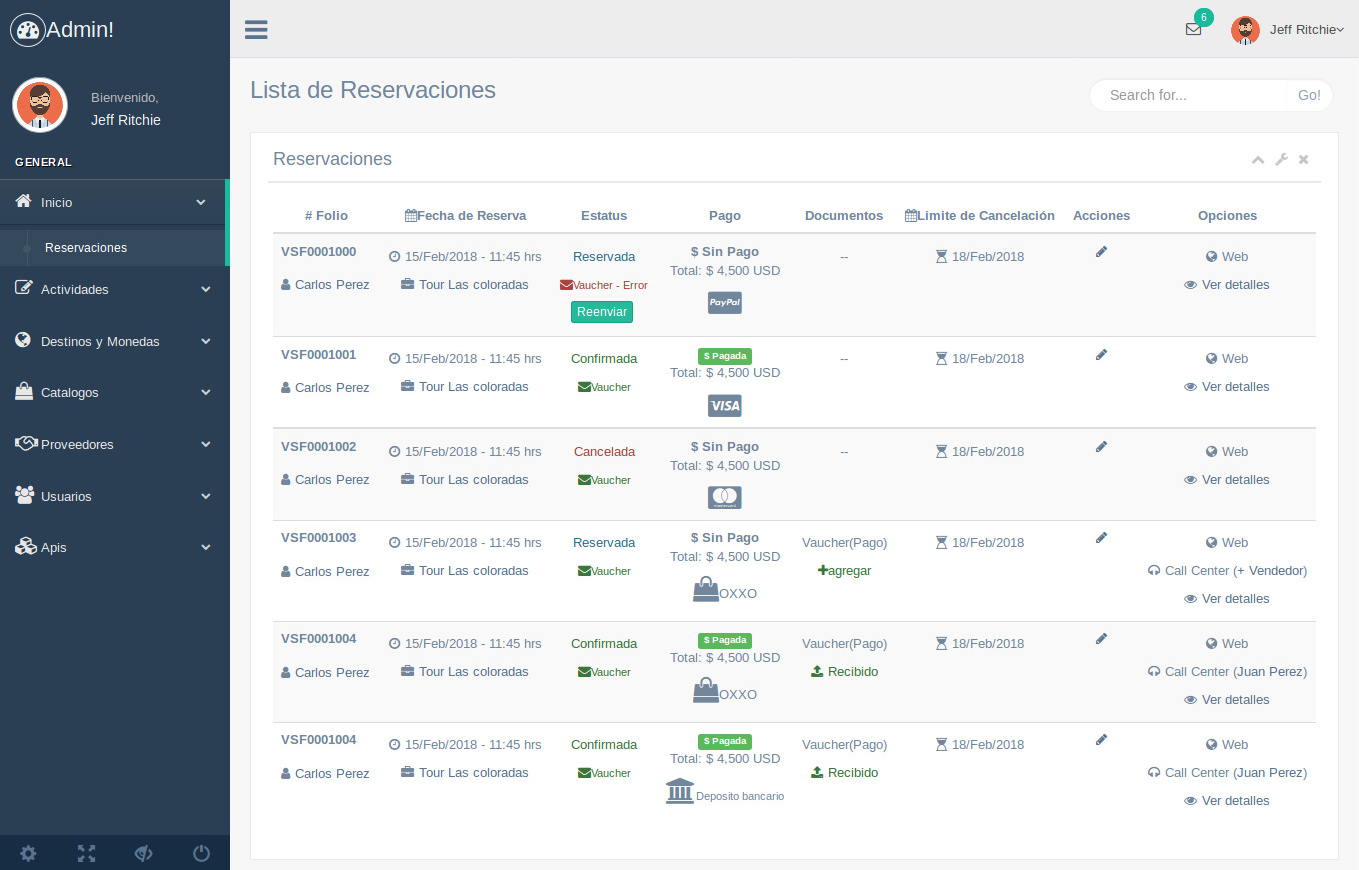 Admin!
6
Jeff Ritchie
Bienvenido,
Jeff Ritchie
GENERAL
Inicio
Reservaciones
Actividades
Destinos y Monedas
Catalogos
Proveedores
Usuarios
Apis
Lista de Reservaciones
Search for... Go!
Reservaciones
# Folio Fecha de Reserva Estatus Pago Documentos Limite de Cancelación Acciones Opciones
VSF0001000 15/Feb/2018 - 11:45 hrs Reservada $ Sin Pago -- 18/Feb/2018 Web
Total: $ 4,500 USD
Carlos Perez Tour Las coloradas Vaucher - Error Ver detalles
PayPal
Reenviar
VSF0001001 15/Feb/2018 - 11:45 hrs Confirmada $ Pagada -- 18/Feb/2018 Web
Total: $ 4,500 USD
Carlos Perez Tour Las coloradas Vaucher Ver detalles
VISA
VSF0001002 15/Feb/2018 - 11:45 hrs Cancelada $ Sin Pago -- 18/Feb/2018 Web
Total: $ 4,500 USD
Carlos Perez Tour Las coloradas Vaucher Ver detalles
mastercard
VSF0001003 15/Feb/2018 - 11:45 hrs Reservada $ Sin Pago Vaucher(Pago) 18/Feb/2018 Web
Total: $ 4,500 USD
Carlos Perez Tour Las coloradas Vaucher agregar Call Center (+ Vendedor)
OXXO
Ver detalles
VSF0001004 15/Feb/2018 - 11:45 hrs Confirmada $ Pagada Vaucher(Pago) 18/Feb/2018 Web
Total: $ 4,500 USD
Carlos Perez Tour Las coloradas Vaucher Recibido Call Center (Juan Perez)
OXXO
Ver detalles
VSF0001004 15/Feb/2018 - 11:45 hrs Confirmada $ Pagada Vaucher(Pago) 18/Feb/2018 Web
Total: $ 4,500 USD
Carlos Perez Tour Las coloradas Vaucher Recibido Call Center (Juan Perez)
Deposito bancario
Ver detalles